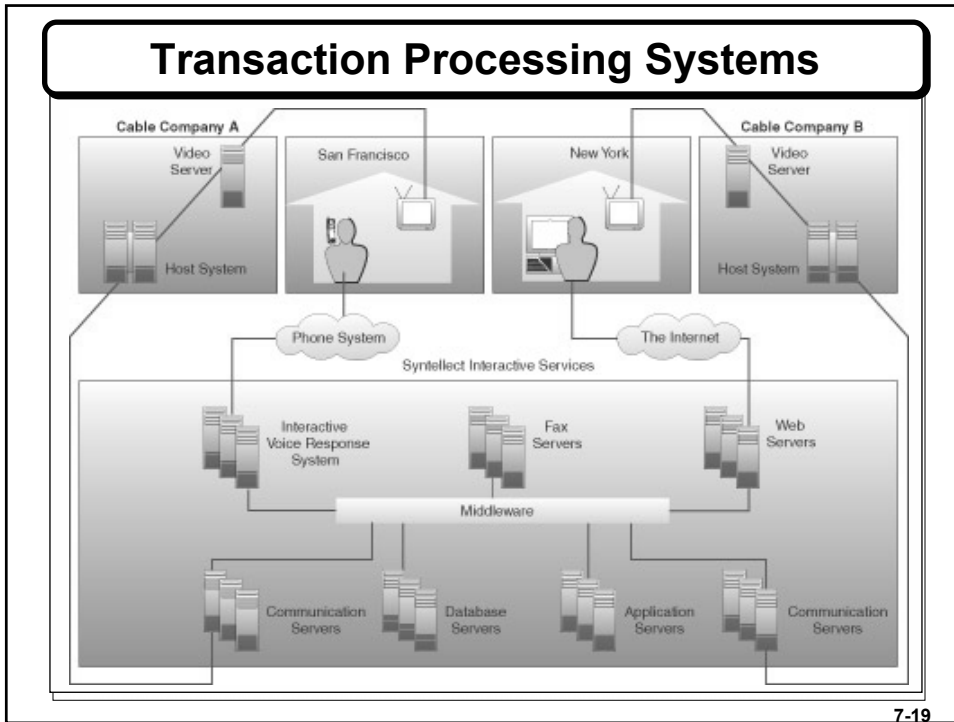 Transaction Processing Systems
Cable Company A
Video
Server
Host System
San Francisco
New York
Cable Company B
Video
Server
Host System
Phone System
The Internet
Syntellect Interactive Services
Interactive
Voice Response
System
Fax
Servers
Web
Servers
Middleware
Communication
Servers
Database
Servers
Application
Servers
Communication
Servers
7-19